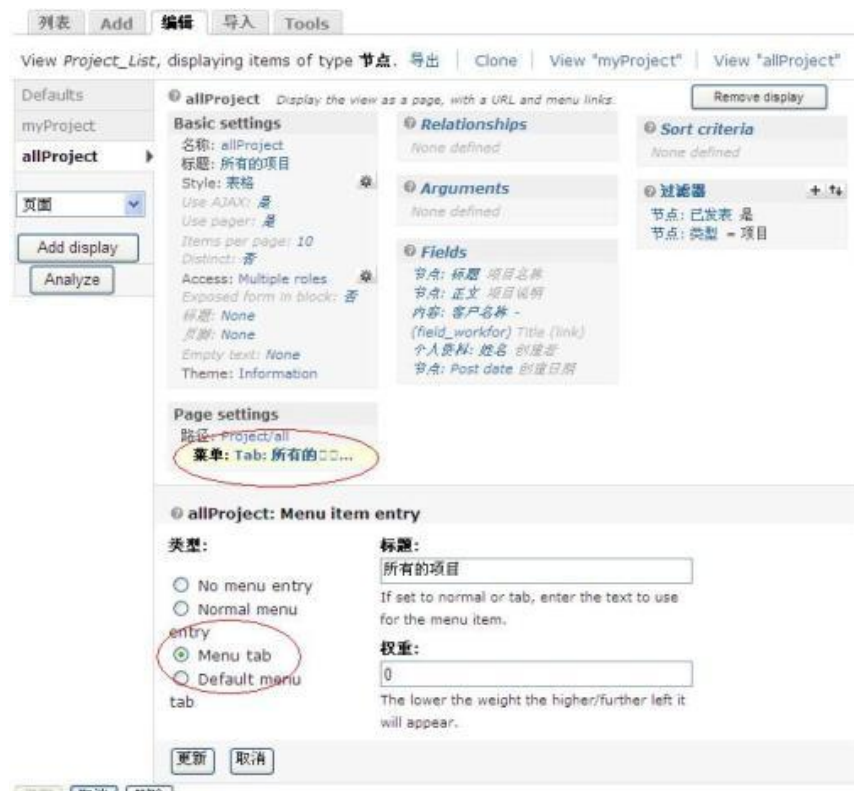 列表 Add 编辑 导入 Tools
View Project_List, displaying items of type 节点. 导出 | Clone | View "myProject" | View "allProject"
Defaults
myProject
allProject
页面
Add display
Analyze
allProject Display the view as a page, with a URL and menu links.
Remove display
Basic settings
名称: allProject
标题: 所有的项目
Style: 表格
Use AJAX: 是
Use pager: 是
Items per page: 10
Distinct: 否
Access: Multiple roles
Exposed form in block: 否
标题: None
页脚: None
Empty text: None
Theme: Information
Page settings
路径: Project/all
菜单: Tab: 所有的□□...
Relationships
None defined
Arguments
None defined
Fields
节点: 标题 项目名称
节点: 正文 项目说明
内容: 客户名称 -
(field_workfor) Title (link)
个人资料: 姓名 创建者
节点: Post date 创建日期
Sort criteria
None defined
过滤器
节点: 已发表 是
节点: 类型 = 项目
allProject: Menu item entry
类型:
No menu entry
Normal menu
entry
Menu tab
Default menu
tab
标题:
所有的项目
If set to normal or tab, enter the text to use
for the menu item.
权重:
0
The lower the weight the higher/further left it
will appear.
更新 取消